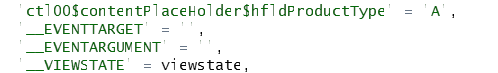 'ctl00$contentPlaceHolder$hfldProductType' = 'A',
'__EVENTTARGET' = '',
'__EVENTARGUMENT' = '',
'__VIEWSTATE' = viewstate,